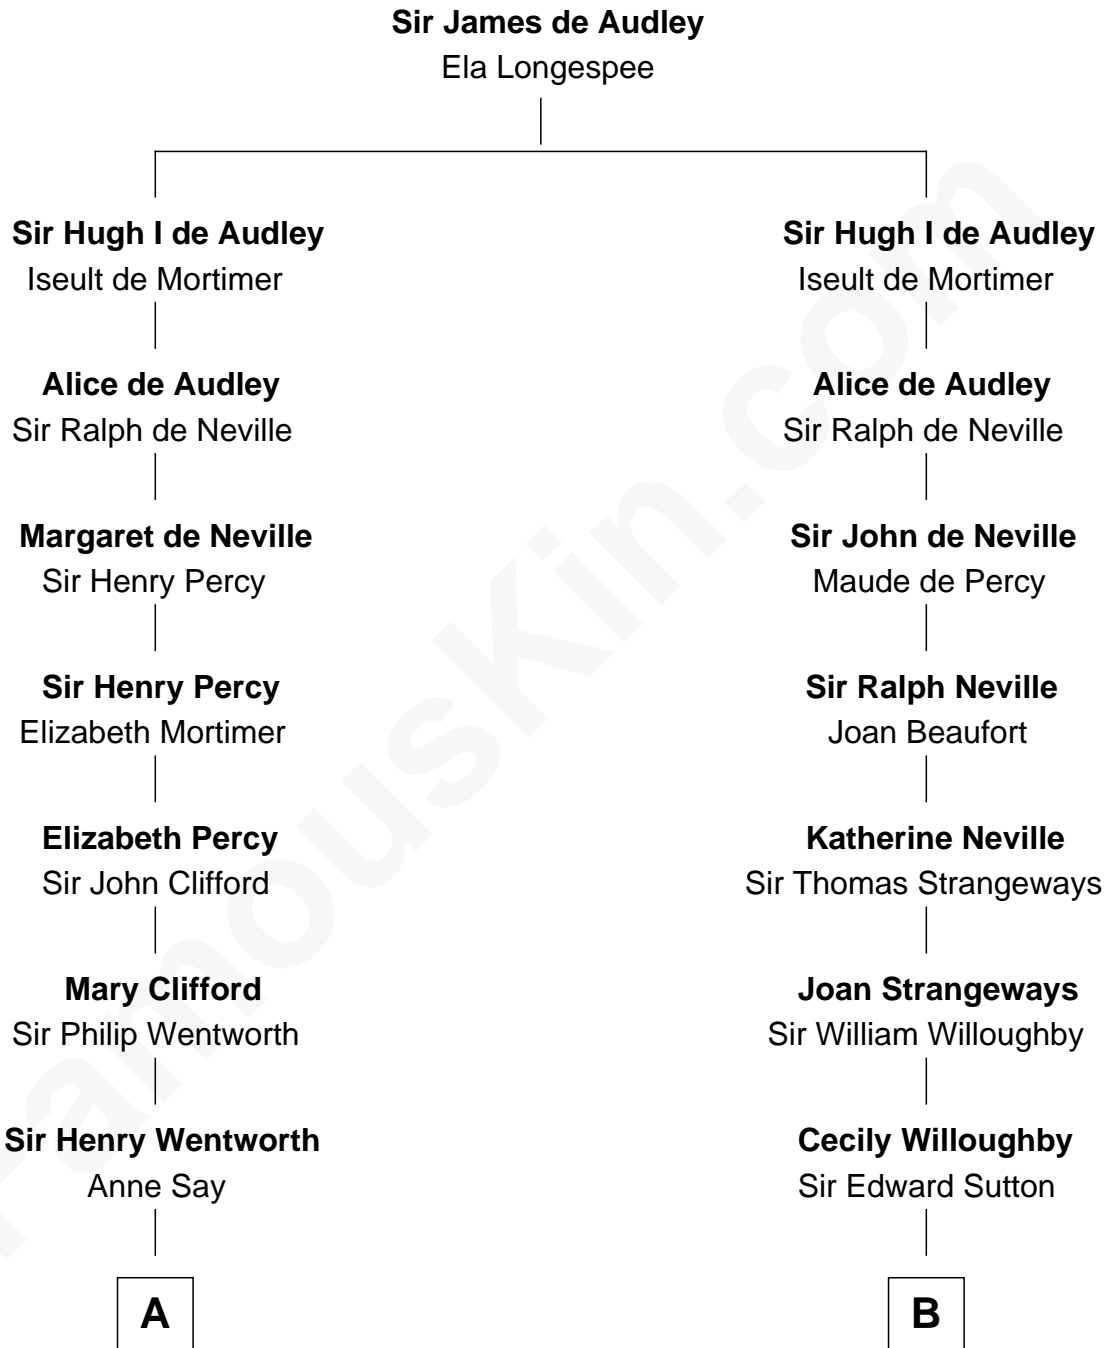 Sir James de Audley
Ela Longespee
Sir Hugh I de Audley
Iseult de Mortimer
Alice de Audley
Sir Ralph de Neville
Margaret de Neville
Sir Henry Percy
Sir Henry Percy
Elizabeth Mortimer
Elizabeth Percy
Sir John Clifford
Mary Clifford
Sir Philip Wentworth
Sir Henry Wentworth
Anne Say
A
Sir Hugh I de Audley
Iseult de Mortimer
Alice de Audley
Sir Ralph de Neville
Sir John de Neville
Maude de Percy
Sir Ralph Neville
Joan Beaufort
Katherine Neville
Sir Thomas Strangeways
Joan Strangeways
Sir William Willoughby
Cecily Willoughby
Sir Edward Sutton
B
FamousKin.com